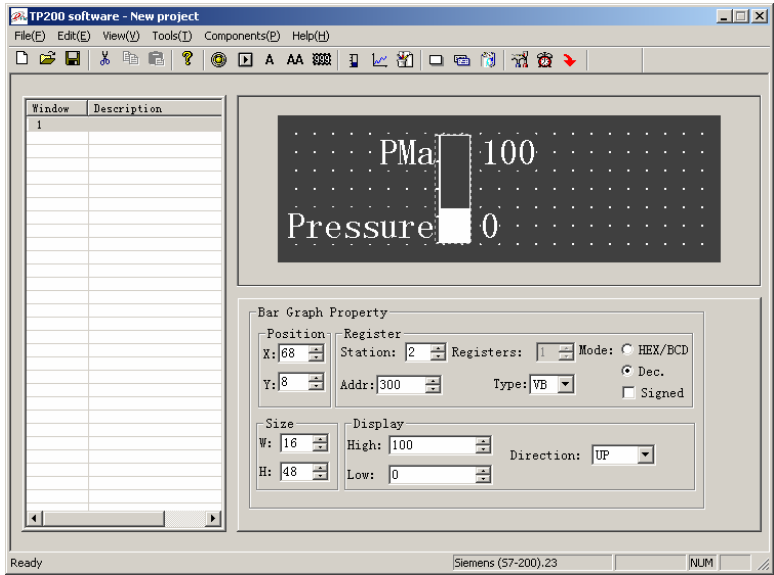 TP200 software - New project
File(F) Edit(E) View(V) Tools(T) Components(P) Help(H)
A AA
Window Description
1
PMa 100
Pressure 0
Bar Graph Property
Position Register
X: 68 Station: 2 Registers: 1 Mode: HEX/BCD
Dec.
Y: 8 Addr: 300 Type: VB Signed
Size Display
W: 16 High: 100 Direction: UP
H: 48 Low: 0
Ready Siemens (S7-200).23 NUM